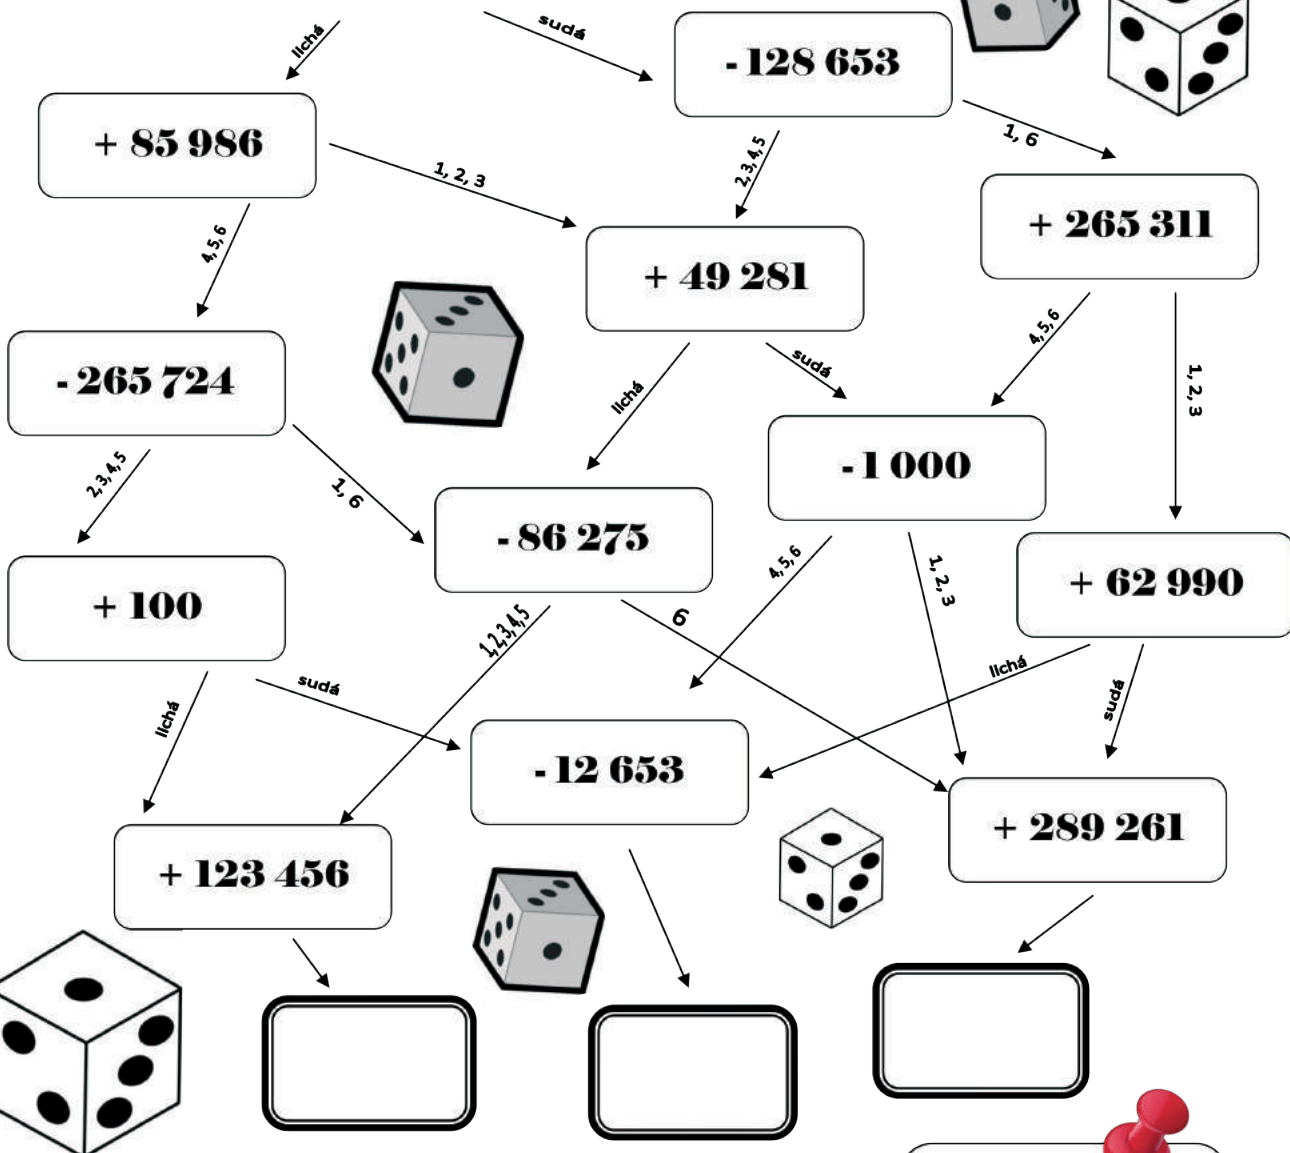 lichá
sudá
- 128 653
+ 85 986
1, 2, 3
2, 3, 4, 5
1, 6
+ 265 311
4, 5, 6
+ 49 281
- 265 724
lichá
sudá
4, 5, 6
1, 2, 3
- 1 000
2, 3, 4, 5
1, 6
- 86 275
+ 100
4, 5, 6
1, 2, 3
+ 62 990
1,2,3,4,5
6
lichá
sudá
lichá
sudá
- 12 653
+ 289 261
+ 123 456